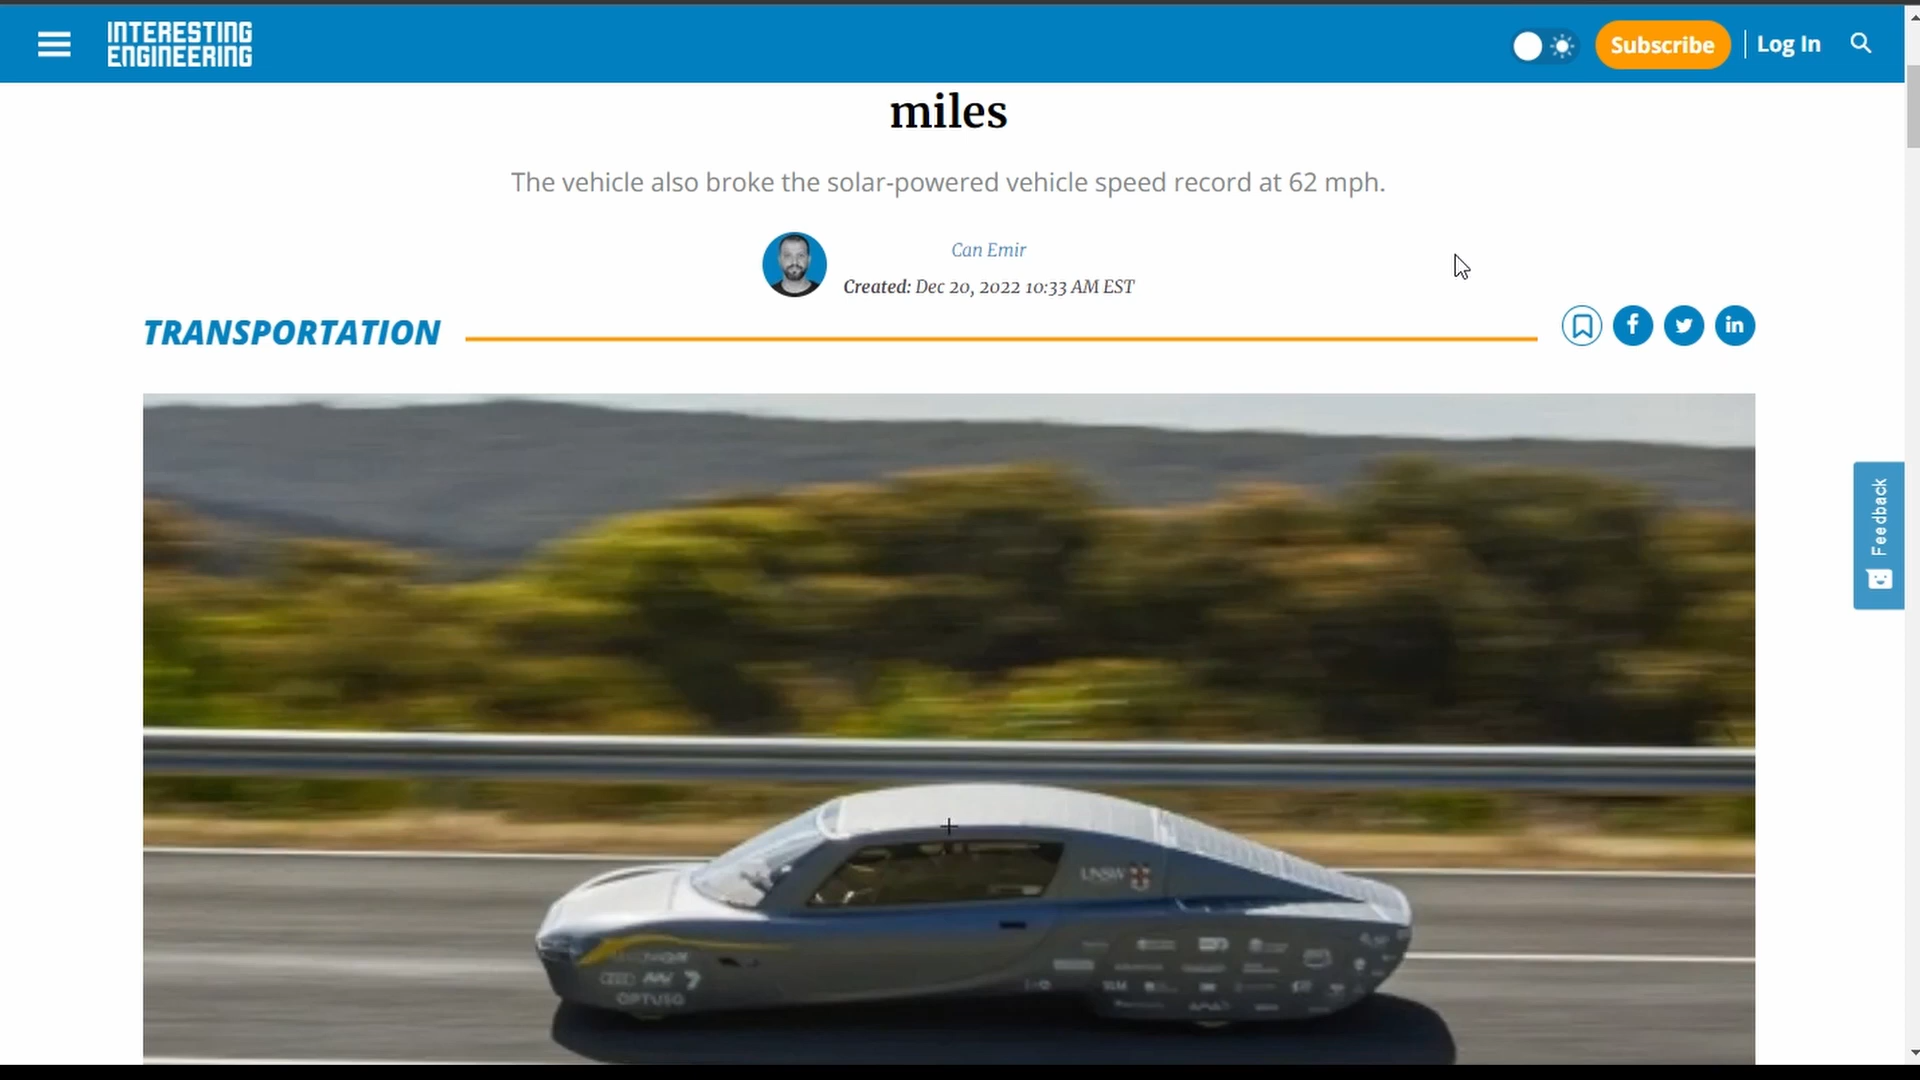 INTERESTING
ENGINEERING
Subscribe
Log In
miles
The vehicle also broke the solar-powered vehicle speed record at 62 mph.
Can Emir
Created: Dec 20, 2022 10:33 AM EST
TRANSPORTATION
Feedback
UNSW
OPTUSO